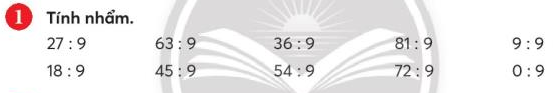 1 Tính nhẩm.
27 : 9 63 : 9 36 : 9 81 : 9 9 : 9
18 : 9 45 : 9 54 : 9 72 : 9 0 : 9